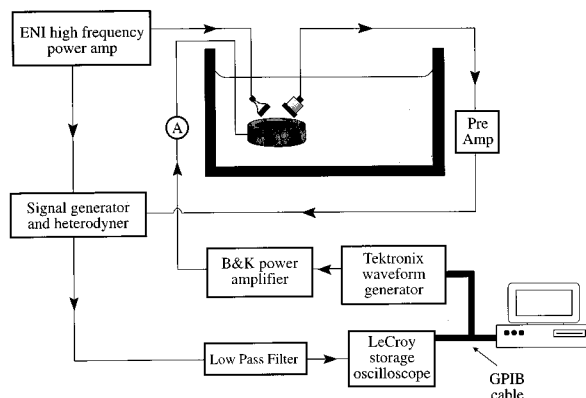 ENI high frequency
power amp
A
Pre
Amp
Signal generator
and heterodyner
B&K power
amplifier
Tektronix
waveform
generator
Low Pass Filter
LeCroy
storage
oscilloscope
GPIB
cable